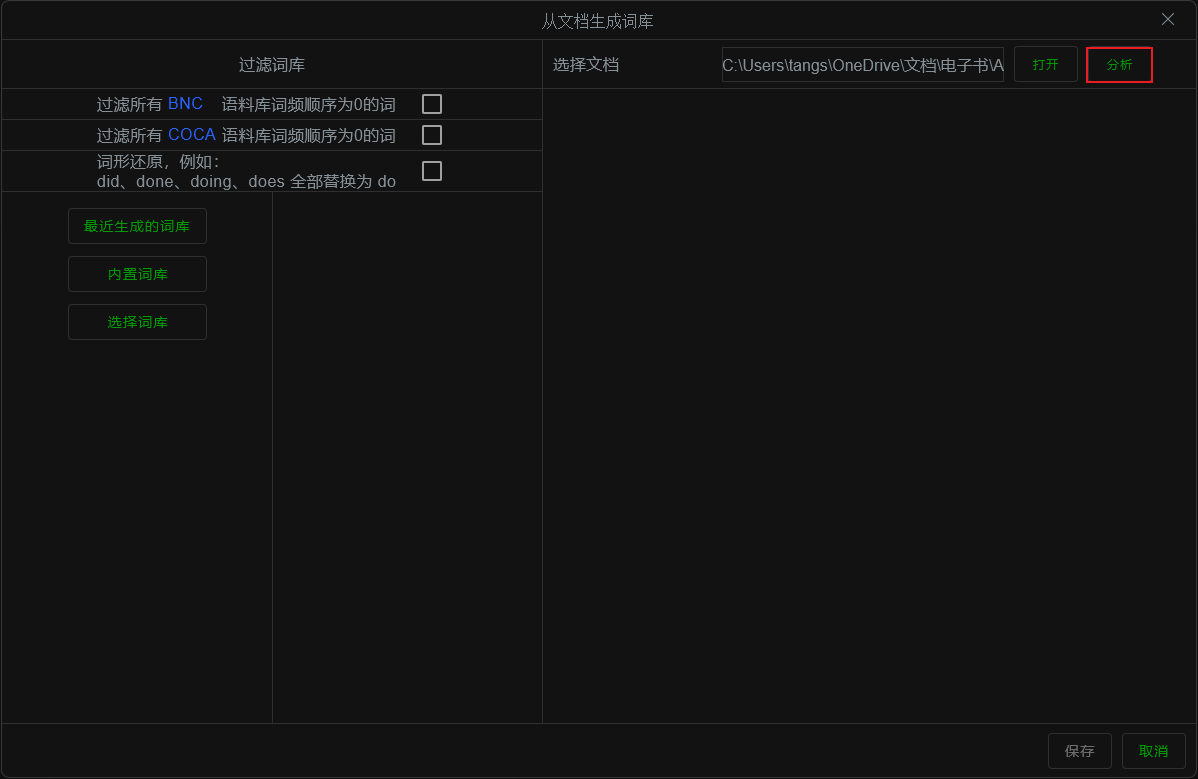 从文档生成词库
过滤词库
选择文档
C:\Users\tangs\OneDrive\文档\电子书\A
打开
分析
过滤所有 BNC 语料库词频顺序为0的词
过滤所有 COCA 语料库词频顺序为0的词
词形还原，例如：
did、done、doing、does 全部替换为 do
最近生成的词库
内置词库
选择词库
保存
取消